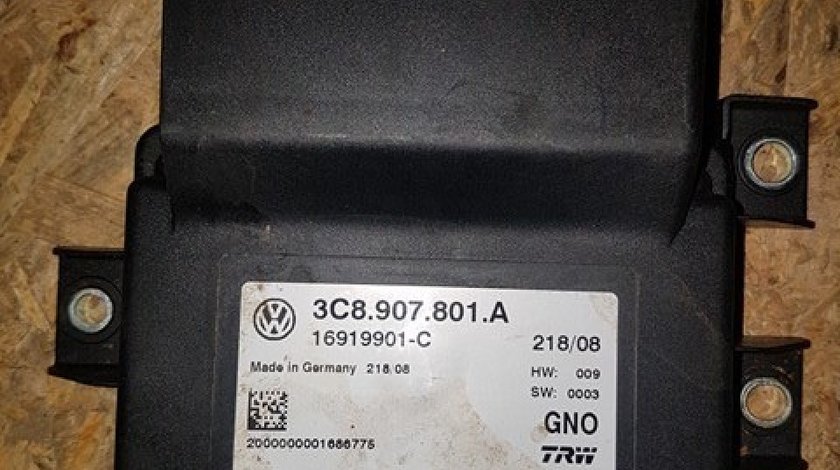 3C8.907.801.A
16919901-C 218/08
Made in Germany 218 08 HW: 009
SW: 0003
GNO
2000000001686775 TRW